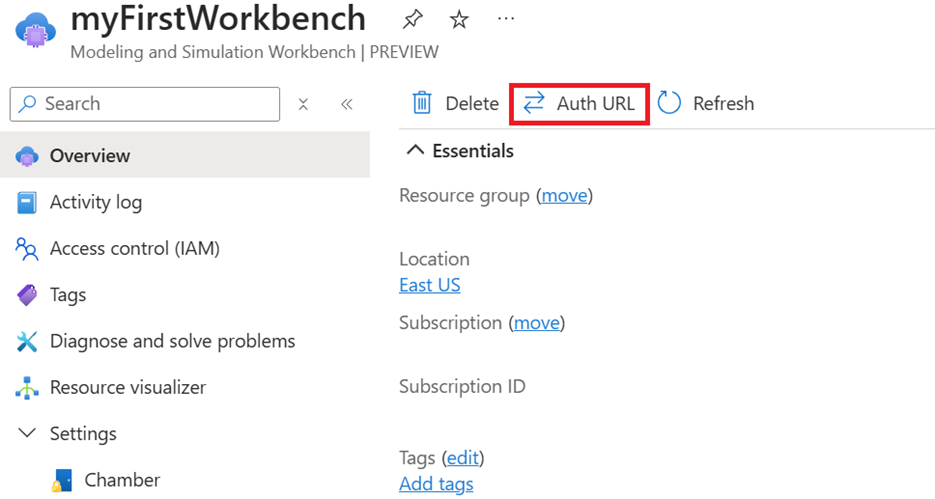 myFirstWorkbench
Modeling and Simulation Workbench | PREVIEW
Search
Delete
Auth URL
Refresh
Overview
Activity log
Access control (IAM)
Tags
Diagnose and solve problems
Resource visualizer
Settings
Chamber
Essentials
Resource group (move)
Location
East US
Subscription (move)
Subscription ID
Tags (edit)
Add tags